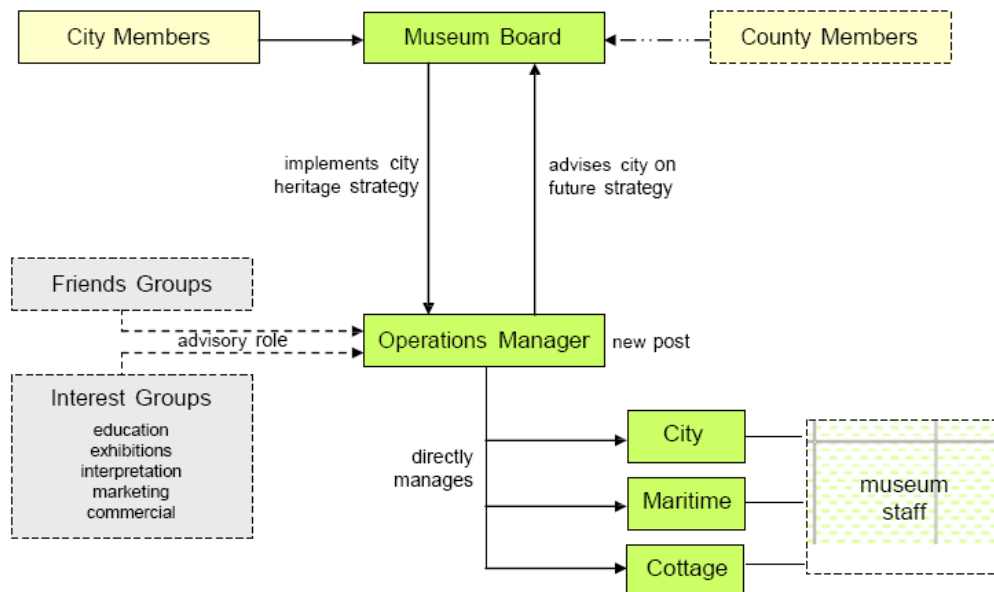 City Members
Museum Board
County Members
implements city
heritage strategy
advises city on
future strategy
Friends Groups
advisory role
Operations Manager
new post
Interest Groups
education
exhibitions
interpretation
marketing
commercial
directly
manages
City
Maritime
Cottage
museum
staff